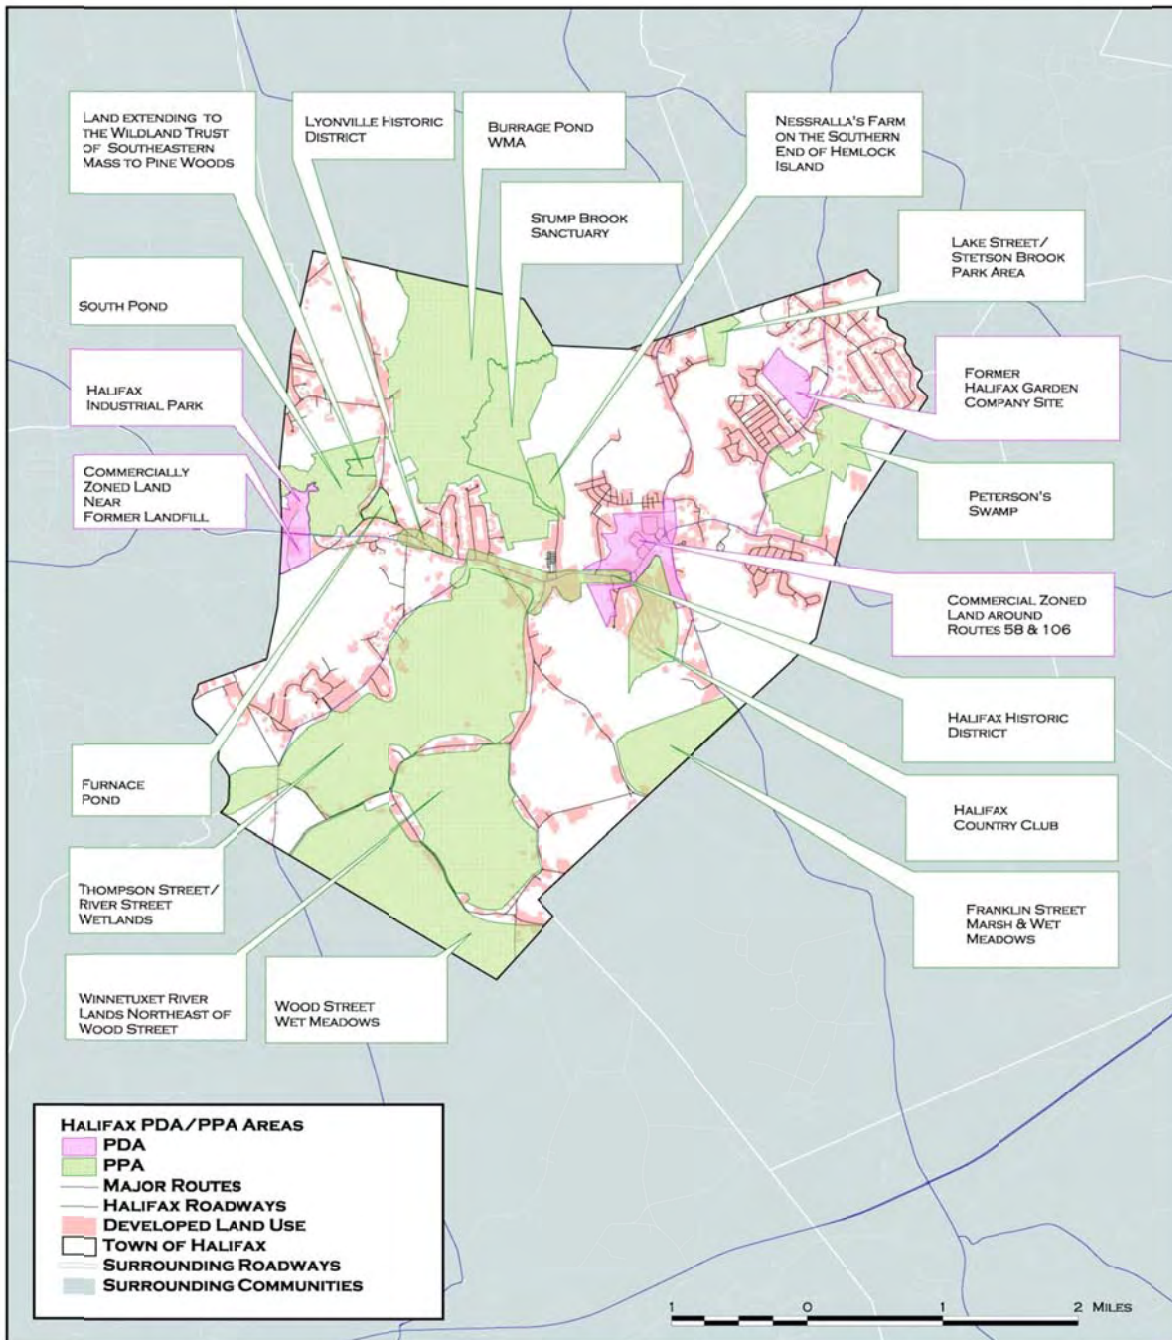 LAND EXTENDING TO
THE WILDLAND TRUST
OF SOUTHEASTERN
MASS TO PINE WOODS
LYONVILLE HISTORIC
DISTRICT
BURRAGE POND
WMA
NESSRALLA'S FARM
ON THE SOUTHERN
END OF HEMLOCK
ISLAND
STUMP BROOK
SANCTUARY
LAKE STREET/
STETSON BROOK
PARK AREA
SOUTH POND
HALIFAX
INDUSTRIAL PARK
FORMER
HALIFAX GARDEN
COMPANY SITE
COMMERCIALLY
ZONED LAND
NEAR
FORMER LANDFILL
PETERSON'S
SWAMP
COMMERCIAL ZONED
LAND AROUND
ROUTES 58 & 106
HALIFAX HISTORIC
DISTRICT
FURNACE
POND
HALIFAX
COUNTRY CLUB
THOMPSON STREET/
RIVER STREET
WETLANDS
FRANKLIN STREET
MARSH & WET
MEADOWS
WINNETUXET RIVER
LANDS NORTHEAST OF
WOOD STREET
WOOD STREET
WET MEADOWS
HALIFAX PDA/PPA AREAS
PDA
PPA
MAJOR ROUTES
HALIFAX ROADWAYS
DEVELOPED LAND USE
TOWN OF HALIFAX
SURROUNDING ROADWAYS
SURROUNDING COMMUNITIES
1 0 1 2 MILES